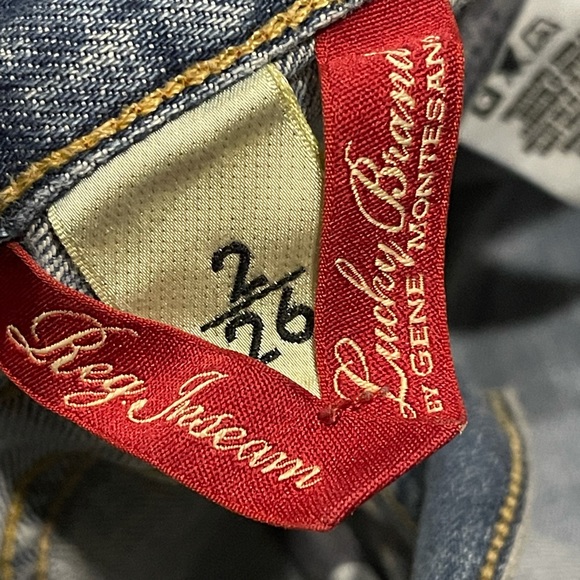 Lucky Brand
BY GENE MONTESANO
2/26
Reg Inseam